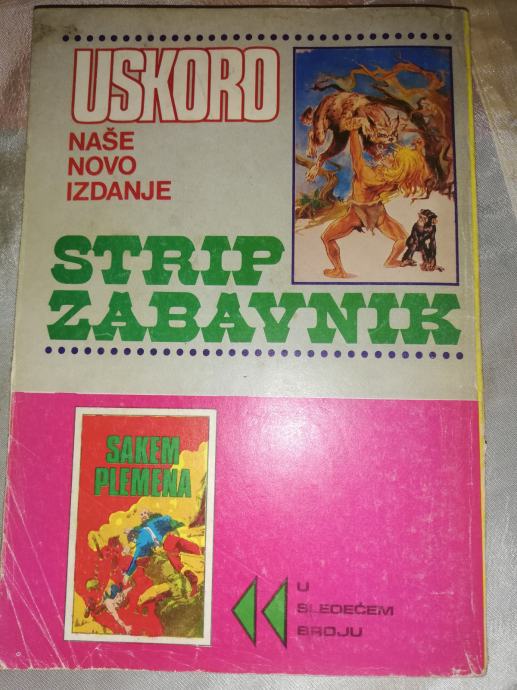 USKORO
NAŠE
NOVO
IZDANJE
STRIP
ZABAVNIK
SAKEM
PLEMENA
U
SLEDEĆEM
BROJU